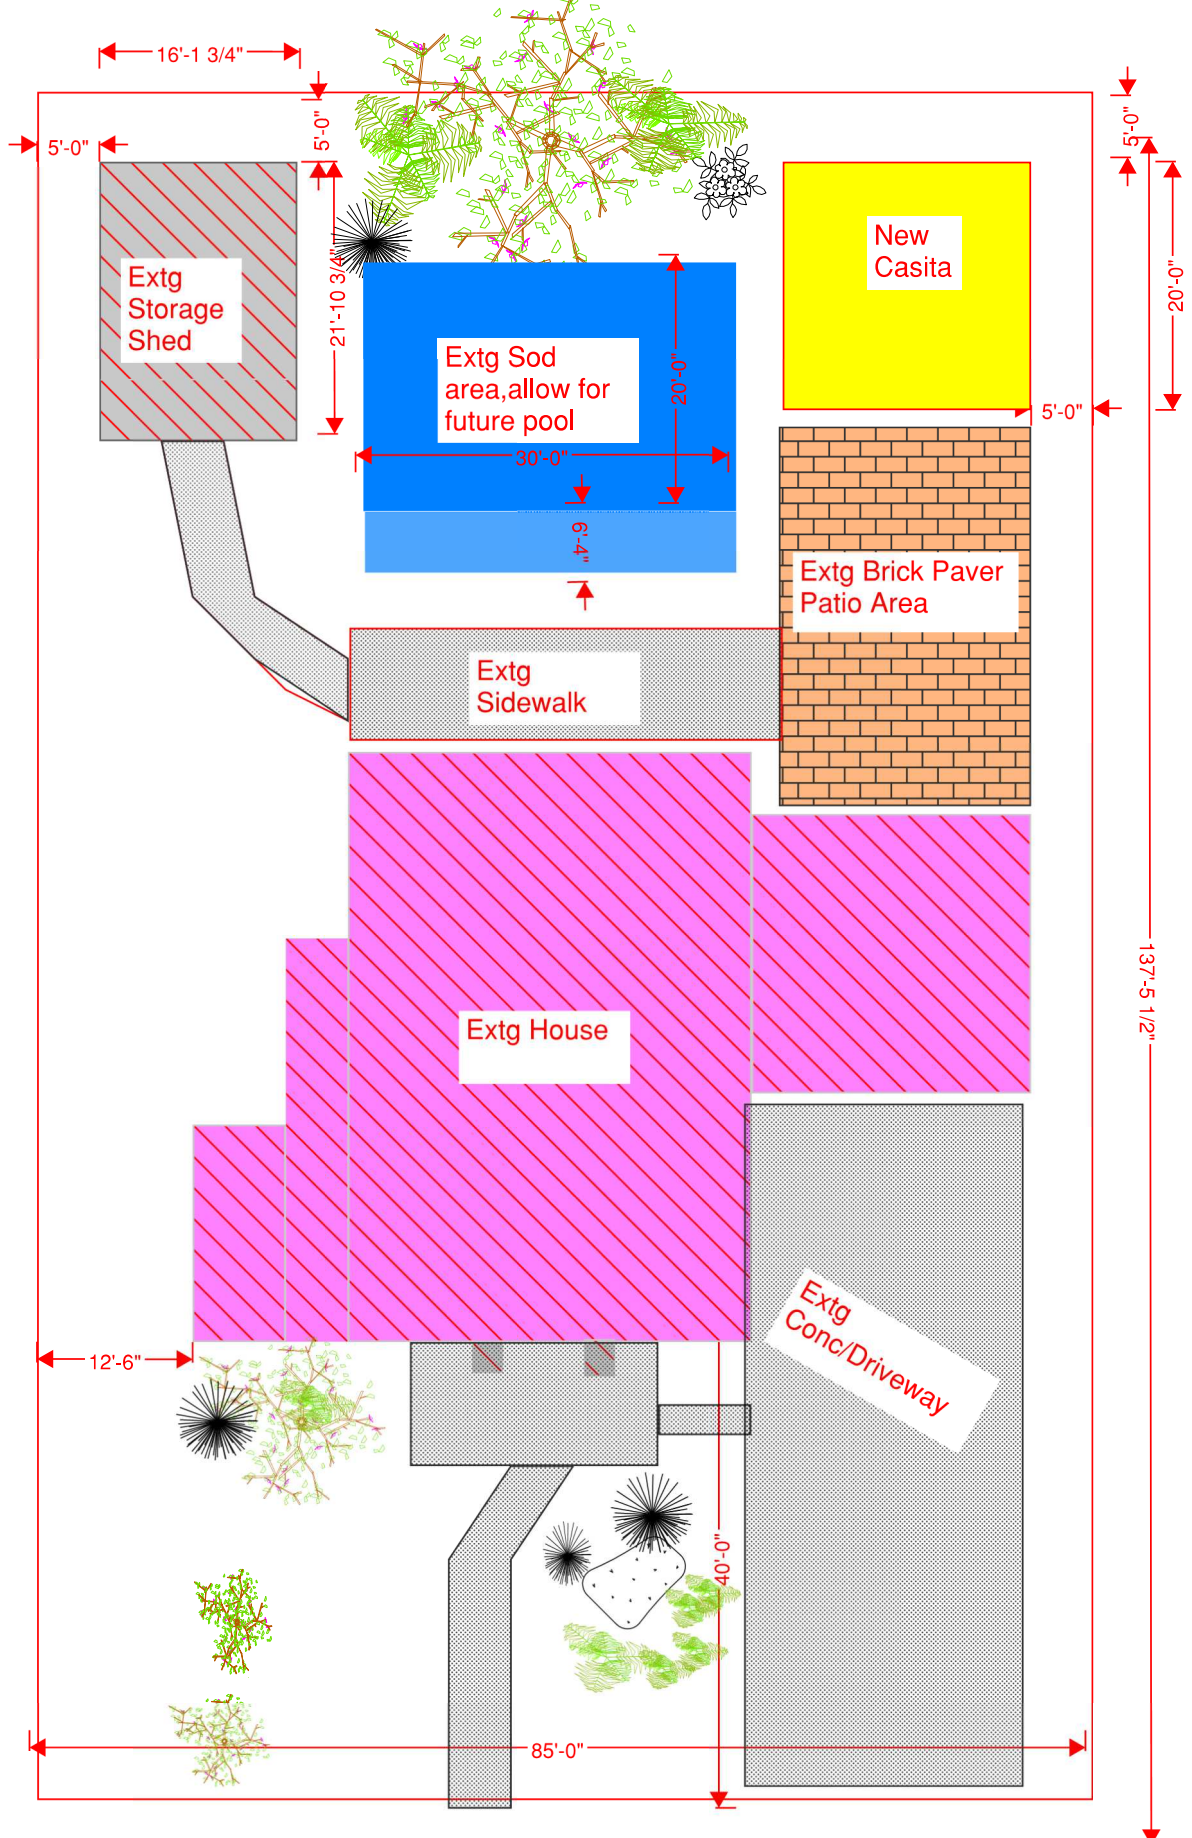 16'-1 3/4"
5'-0"
5'-0"
5'-0"
Extg
Storage
Shed
21'-10 3/4"
New
Casita
20'-0"
Extg Sod
area,allow for
future pool
20'-0"
30'-0"
5'-0"
9'-4"
Extg Brick Paver
Patio Area
Extg
Sidewalk
137'-5 1/2"
Extg House
Extg
Conc/Driveway
12'-6"
40'-0"
85'-0"